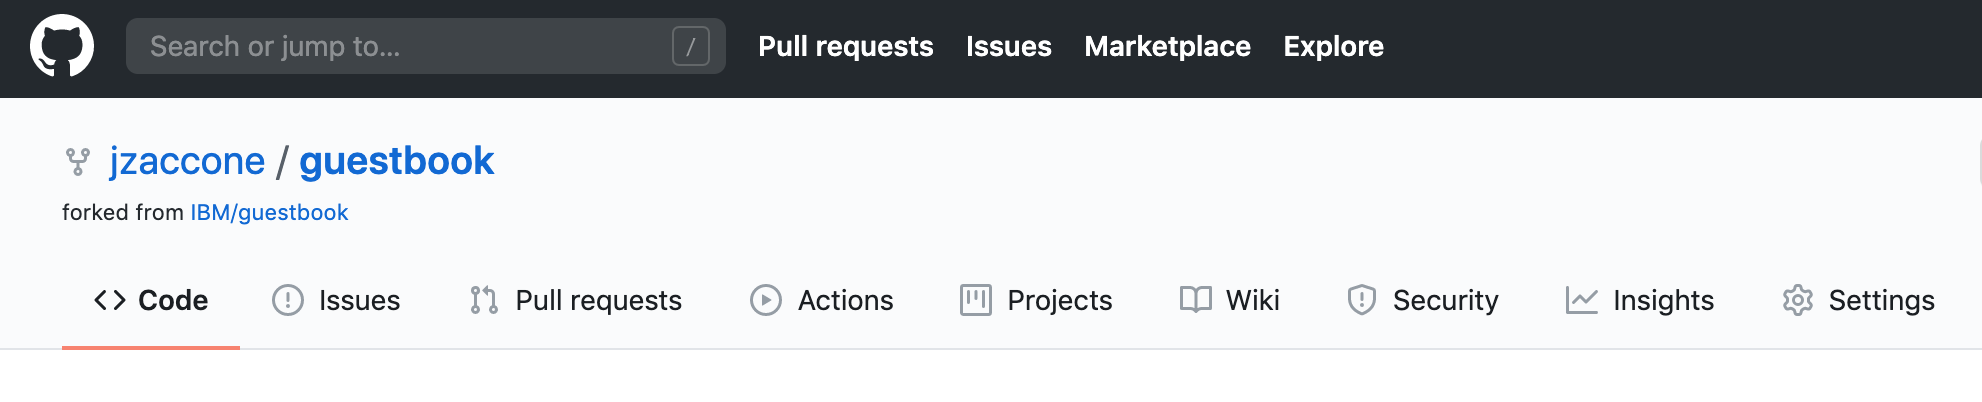 Search or jump to... / Pull requests Issues Marketplace Explore
jzaccone / guestbook
forked from IBM/guestbook
<> Code Issues Pull requests Actions Projects Wiki Security Insights Settings